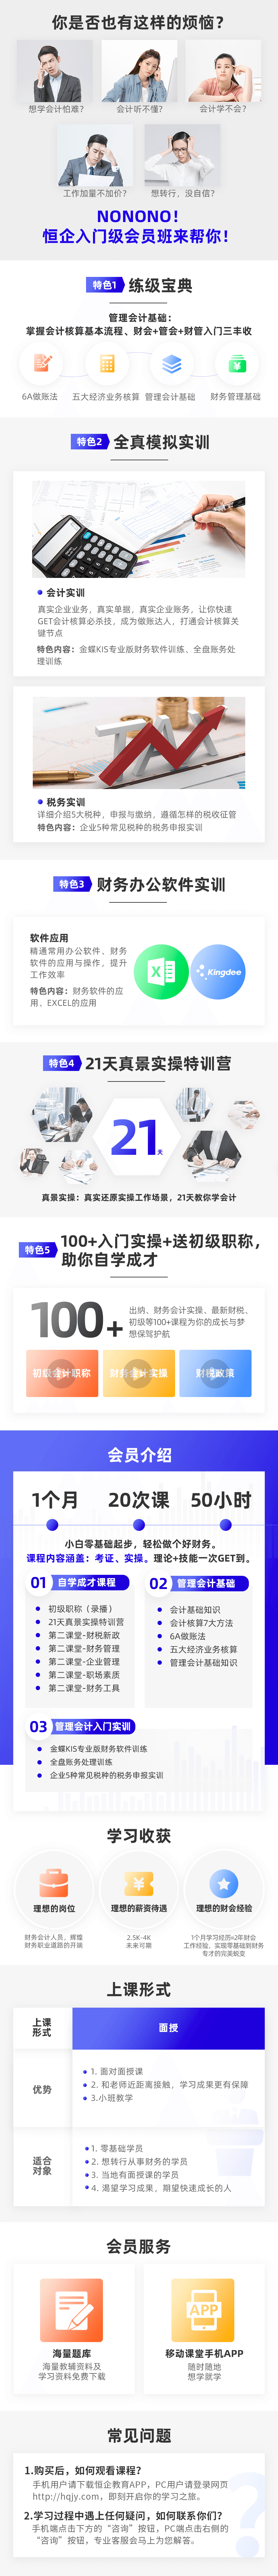 你是否也有这样的烦恼？
想学会计怕难？
会计听不懂？
会计学不会？
工作加量不加价？
想转行，没自信？
NONONO！
恒企入门级会员班来帮你！
特色1 练级宝典
管理会计基础：
掌握会计核算基本流程、财会+管会+财管入门三丰收
6A做账法
五大经济业务核算
管理会计基础
财务管理基础
特色2 全真模拟实训
TAX
会计实训
真实企业业务，真实单据，真实企业账务，让你快速
GET会计核算必杀技，成为做账达人，打通会计核算关
键节点
特色内容：金蝶KIS专业版财务软件训练、全盘账务处
理训练
税务实训
详细介绍5大税种，申报与缴纳，遵循怎样的税收征管
特色内容：企业5种常见税种的税务申报实训
特色3 财务办公软件实训
软件应用
精通常用办公软件、财务
软件的应用与操作，提升
工作效率
特色内容：财务软件的应
用、EXCEL的应用
X
Kingdee
特色4 21天真景实操特训营
21天
真景实操：真实还原实操工作场景，21天教你学会计
特色5 100+入门实操+送初级职称，
助你自学成才
100+
出纳、财务会计实操、最新财税、
初级等100+课程为你的成长与梦
想保驾护航
初级会计职称
财务会计实操
财税政策
会员介绍
1个月
20次课
50小时
小白零基础起步，轻松做个好财务。
课程内容涵盖：考证、实操。理论+技能一次GET到。
01 自学成才课程
初级职称（录播）
21天真景实操特训营
第二课堂-财税新政
第二课堂-财务管理
第二课堂-企业管理
第二课堂-职场素质
第二课堂-财务工具
02 管理会计基础
会计基础知识
会计核算7大方法
6A做账法
五大经济业务核算
管理会计基础知识
03 管理会计入门实训
金蝶KIS专业版财务软件训练
全盘账务处理训练
企业5种常见税种的税务申报实训
学习收获
理想的岗位
财务会计人员，辉煌
财务职业道路的开端
理想的薪资待遇
2.5K-4K
未来可期
理想的财会经验
1个月学习经历=2年财会
工作经验，实现零基础到财务
专才的完美蜕变
上课形式
上课
形式
面授
优势
1. 面对面授课
2. 和老师近距离接触，学习成果更有保障
3.小班教学
适合
对象
1. 零基础学员
2. 想转行从事财务的学员
3. 当地有面授课的学员
4. 渴望学习成果，期望快速成长的人
会员服务
海量题库
海量教辅资料及
学习资料免费下载
APP
移动课堂手机APP
随时随地
想学就学
常见问题
1.购买后，如何观看课程？
手机用户请下载恒企教育APP，PC用户请登录网页
http://hqjy.com，即刻开启你的学习之旅。
2.学习过程中遇上任何疑问，如何联系你们？
手机端点击下方的“咨询”按钮，PC端点击右侧的
“咨询”按钮，专业客服会马上为您解答。